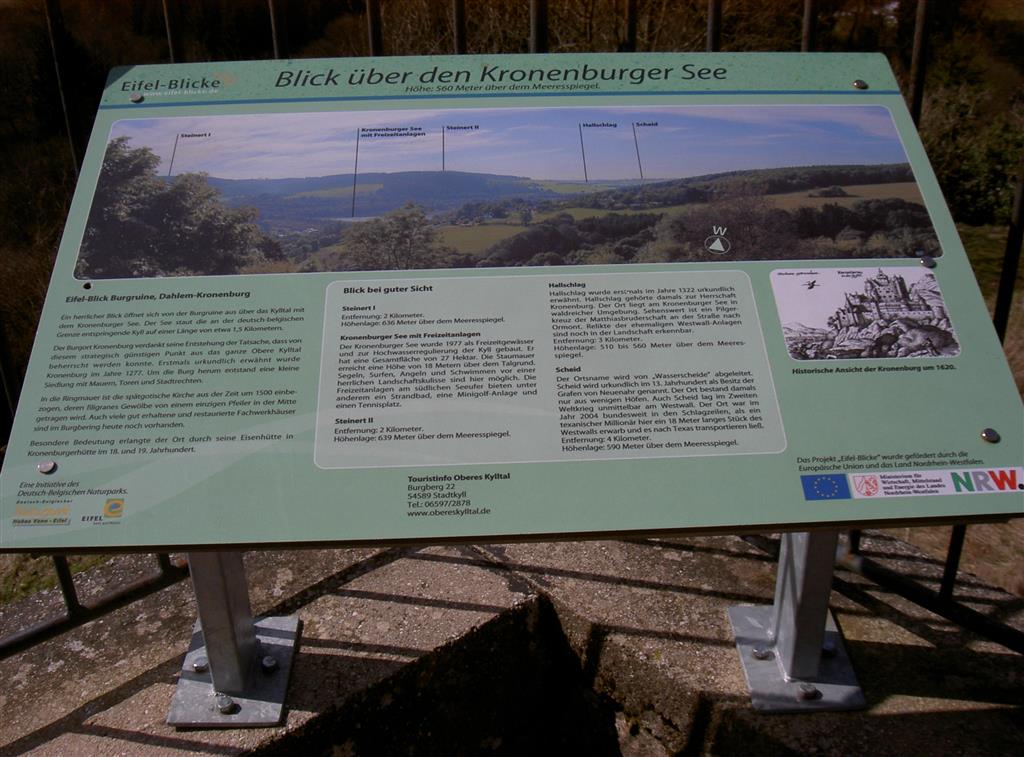 Eifel-Blicke
www.eifel-blicke.de
Blick über den Kronenburger See
Höhe: 560 Meter über dem Meeresspiegel.
Steinert I
Kronenburger See
mit Freizeitanlagen
Steinert II
Hallschlag
Scheid
W
Eifel-Blick Burgruine, Dahlem-Kronenburg
Ein herrlicher Blick öffnet sich von der Burgruine aus über das Kylltal mit
dem Kronenburger See. Der See staut die an der deutsch belgischen
Grenze entspringende Kyll auf einer Länge von etwa 1,5 Kilometern.
Der Burgort Kronenburg verdankt seine Entstehung der Tatsache, dass von
diesem strategisch günstigen Punkt aus das ganze Obere Kylltal
beherrscht werden konnte. Erstmals urkundlich erwähnt wurde
Kronenburg im Jahre 1277. Um die Burg herum entstand eine kleine
Siedlung mit Mauern, Toren und Stadtrechten.
In die Ringmauer ist die spätgotische Kirche aus der Zeit um 1500 einbe-
zogen, deren filigranes Gewölbe von einem einzigen Pfeiler in der Mitte
getragen wird. Auch viele gut erhaltene und restaurierte Fachwerkhäuser
sind im Burgbering heute noch vorhanden.
Besondere Bedeutung erlangte der Ort durch seine Eisenhütte in
Kronenburgerhütte im 18. und 19. Jahrhundert.
Blick bei guter Sicht
Steinert I
Entfernung: 2 Kilometer.
Höhenlage: 636 Meter über dem Meeresspiegel.
Kronenburger See mit Freizeitanlagen
Der Kronenburger See wurde 1977 als Freizeitgewässer
und zur Hochwasserregulierung der Kyll gebaut. Er
hat eine Gesamtfläche von 27 Hektar. Die Staumauer
erreicht eine Höhe von 18 Metern über dem Talgrund.
Segeln, Surfen, Angeln und Schwimmen vor einer
herrlichen Landschaftskulisse sind hier möglich. Die
Freizeitanlagen am südlichen Seeufer bieten unter
anderem ein Strandbad, eine Minigolf-Anlage und
einen Tennisplatz.
Steinert II
Entfernung: 2 Kilometer.
Höhenlage: 639 Meter über dem Meeresspiegel.
Hallschlag
Hallschlag wurde erstmals im Jahre 1322 urkundlich
erwähnt. Hallschlag gehörte damals zur Herrschaft
Kronenburg. Der Ort liegt am Kronenburger See in
waldreicher Umgebung. Sehenswert ist ein Pilger-
kreuz der Matthiasbruderschaft an der Straße nach
Ormont. Relikte der ehemaligen Westwall-Anlagen
sind noch in der Landschaft erkennbar.
Entfernung: 3 Kilometer.
Höhenlage: 510 bis 560 Meter über dem Meeres-
spiegel.
Scheid
Der Ortsname wird von „Wasserscheide“ abgeleitet.
Scheid wird urkundlich im 13. Jahrhundert als Besitz der
Grafen von Neuenahr genannt. Der Ort bestand damals
nur aus wenigen Höfen. Auch Scheid lag im Zweiten
Weltkrieg unmittelbar am Westwall. Der Ort war im
Jahr 2004 bundesweit in den Schlagzeilen, als ein
texanischer Millionär hier ein 18 Meter langes Stück des
Westwalls erwarb und es nach Texas transportieren ließ.
Entfernung: 4 Kilometer.
Höhenlage: 590 Meter über dem Meeresspiegel.
Historische Ansicht der Kronenburg um 1620.
Eine Initiative des
Deutsch-Belgischen Naturparks.
Deutsch-Belgischer
Naturpark
Hohes Venn - Eifel
EIFEL
Touristinfo Oberes Kylltal
Burgberg 22
54589 Stadtkyll
Tel.: 06597/2878
www.obereskylltal.de
Das Projekt „Eifel-Blicke“ wurde gefördert durch die
Europäische Union und das Land Nordrhein-Westfalen.
Ministerium für
Wirtschaft, Mittelstand
und Energie des Landes
Nordrhein-Westfalen
NRW.